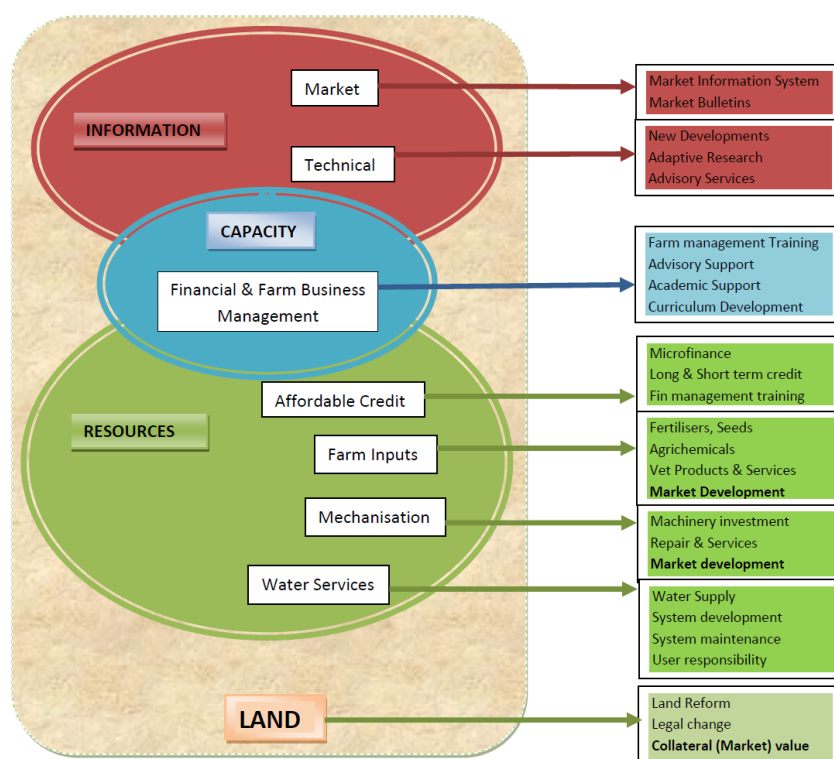 Market
INFORMATION
Technical
Market Information System
Market Bulletins
New Developments
Adaptive Research
Advisory Services
CAPACITY
Financial & Farm Business
Management
Farm management Training
Advisory Support
Academic Support
Curriculum Development
RESOURCES
Affordable Credit
Microfinance
Long & Short term credit
Fin management training
Farm Inputs
Fertilisers, Seeds
Agrichemicals
Vet Products & Services
Market Development
Mechanisation
Machinery investment
Repair & Services
Market development
Water Services
Water Supply
System development
System maintenance
User responsibility
LAND
Land Reform
Legal change
Collateral (Market) value